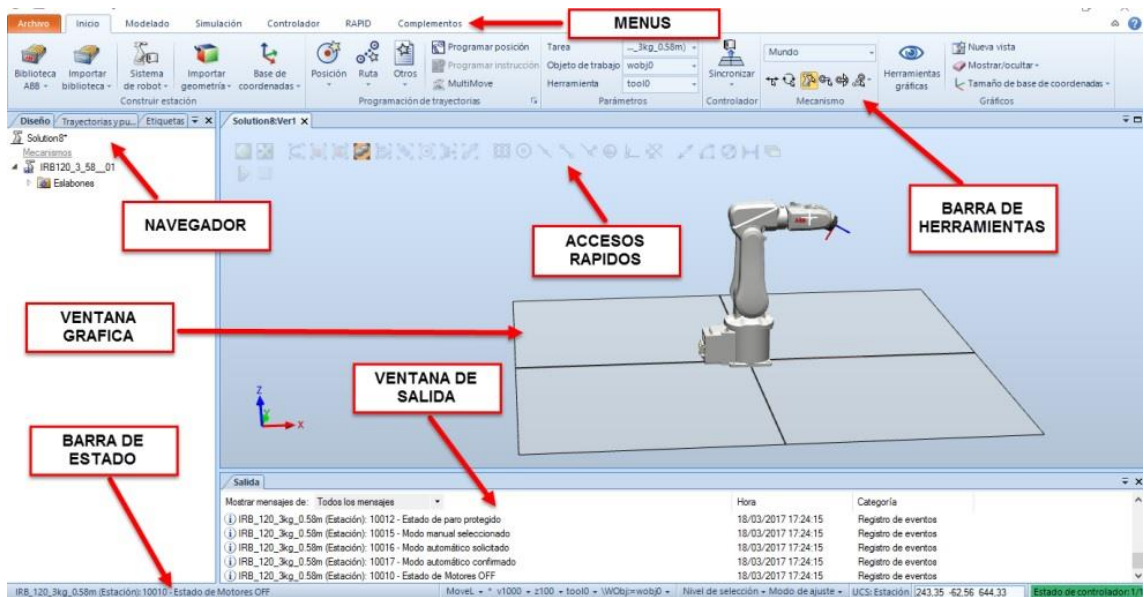 Archivo Inicio Modelado Simulación Controlador RAPID Complementos
MENUS
Biblioteca ABB
Importar biblioteca
Sistema de robot
Importar geometría
Base de coordenadas
Construir estación
Posición
Ruta
Otros
Programar posición
Programar instrucción
MultiMove
Programación de trayectorias
Tarea ..._3kg_0.58m)
Objeto de trabajo wobj0
Herramienta tool0
Parámetros
Sincronizar
Controlador
Mundo
Mecanismo
Herramientas gráficas
Nueva vista
Mostrar/ocultar
Tamaño de base de coordenadas
Gráficos
Diseño Trayectorias y pu... Etiquetas
Solution8:Ver1 X
Solution8*
Mecanismos
IRB120_3_58__01
Eslabones
NAVEGADOR
ACCESOS
RAPIDOS
BARRA DE
HERRAMIENTAS
VENTANA
GRAFICA
VENTANA DE
SALIDA
BARRA DE
ESTADO
Z
Y
X
Salida
Mostrar mensajes de: Todos los mensajes Hora Categoría
IRB_120_3kg_0.58m (Estación): 10012 - Estado de paro protegido 18/03/2017 17:24:15 Registro de eventos
IRB_120_3kg_0.58m (Estación): 10015 - Modo manual seleccionado 18/03/2017 17:24:15 Registro de eventos
IRB_120_3kg_0.58m (Estación): 10016 - Modo automático solicitado 18/03/2017 17:24:15 Registro de eventos
IRB_120_3kg_0.58m (Estación): 10017 - Modo automático confirmado 18/03/2017 17:24:15 Registro de eventos
IRB_120_3kg_0.58m (Estación): 10010 - Estado de Motores OFF 18/03/2017 17:24:15 Registro de eventos
IRB_120_3kg_0.58m (Estación): 10010 - Estado de Motores OFF MoveL * v1000 z100 tool0 \WObj:=wobj0 Nivel de selección Modo de ajuste UCS: Estación 243,35 -62,56 644,33 Estado de controlador: 1/1